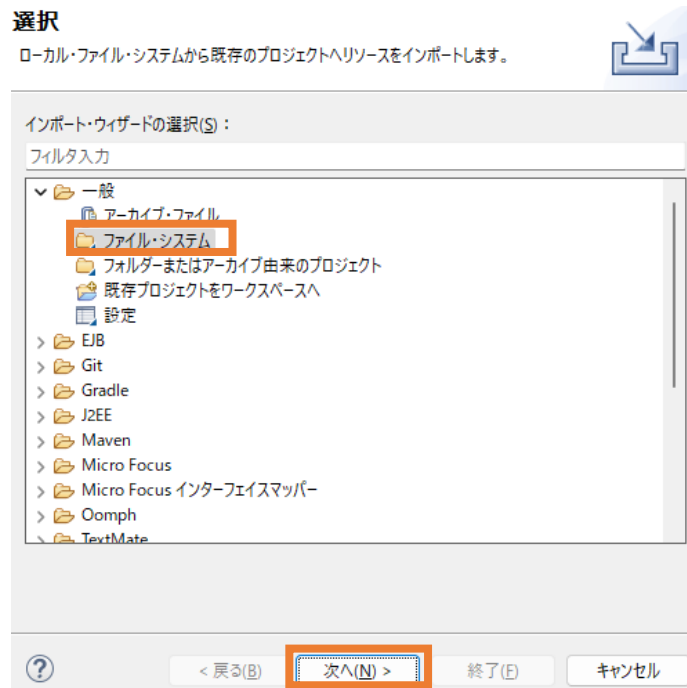 選択
ローカル・ファイル・システムから既存のプロジェクトへリソースをインポートします。
インポート・ウィザードの選択(S)：
フィルタ入力
一般
アーカイブ・ファイル
ファイル・システム
フォルダーまたはアーカイブ由来のプロジェクト
既存プロジェクトをワークスペースへ
設定
EJB
Git
Gradle
J2EE
Maven
Micro Focus
Micro Focus インターフェイスマッパー
Oomph
TextMate
< 戻る(B) 次へ(N) > 終了(F) キャンセル